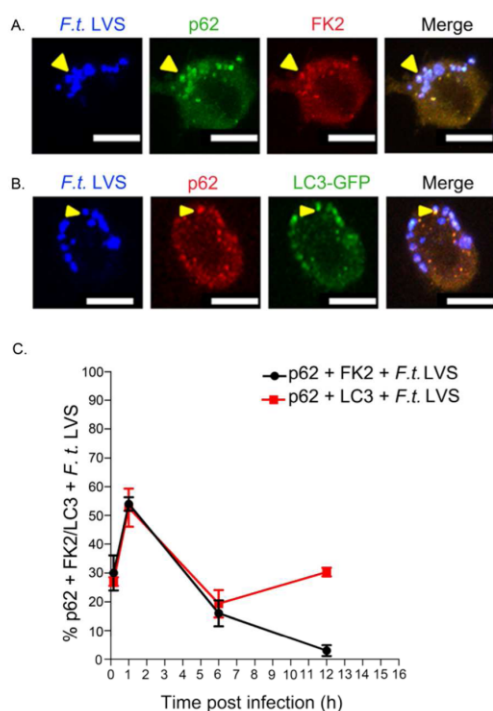 A.
F.t. LVS p62 FK2 Merge
B.
F.t. LVS p62 LC3-GFP Merge
C.
p62 + FK2 + F.t. LVS
p62 + LC3 + F.t. LVS
% p62 + FK2/LC3 + F. t. LVS
100
90
80
70
60
50
40
30
20
10
0
0 1 2 3 4 5 6 7 8 9 10 11 12 13 14 15 16
Time post infection (h)